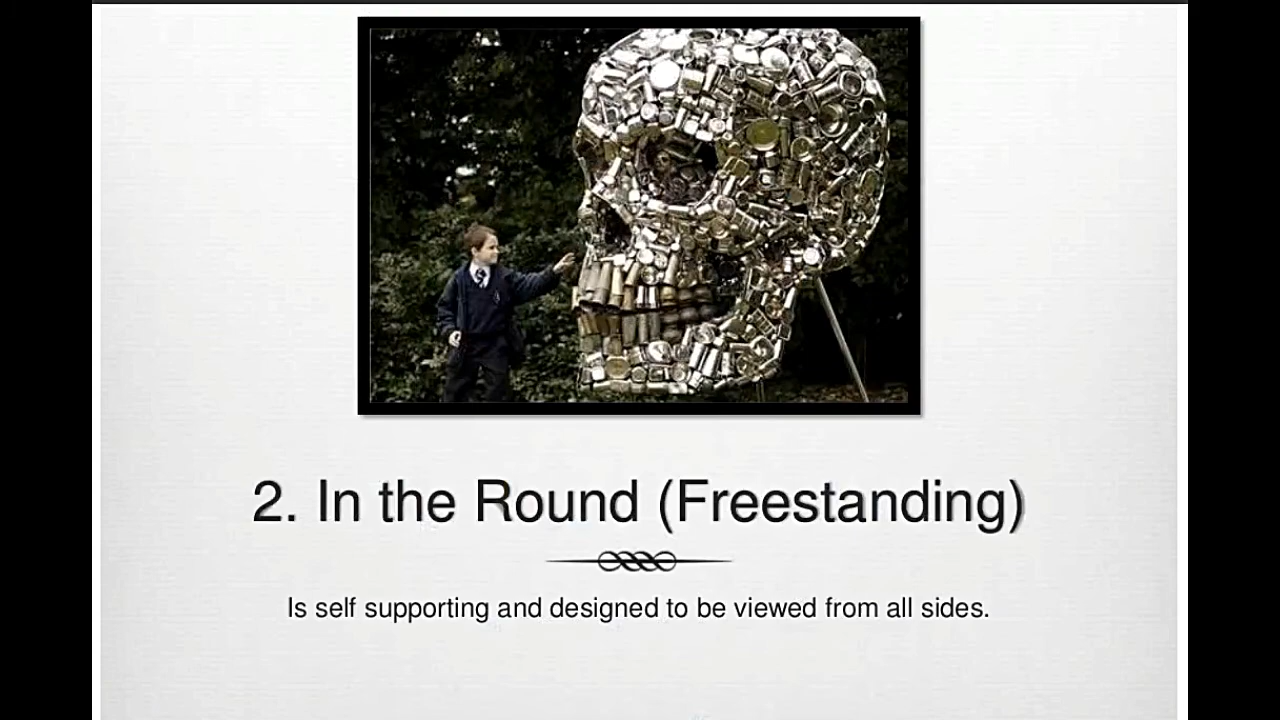 2. In the Round (Freestanding)
Is self supporting and designed to be viewed from all sides.